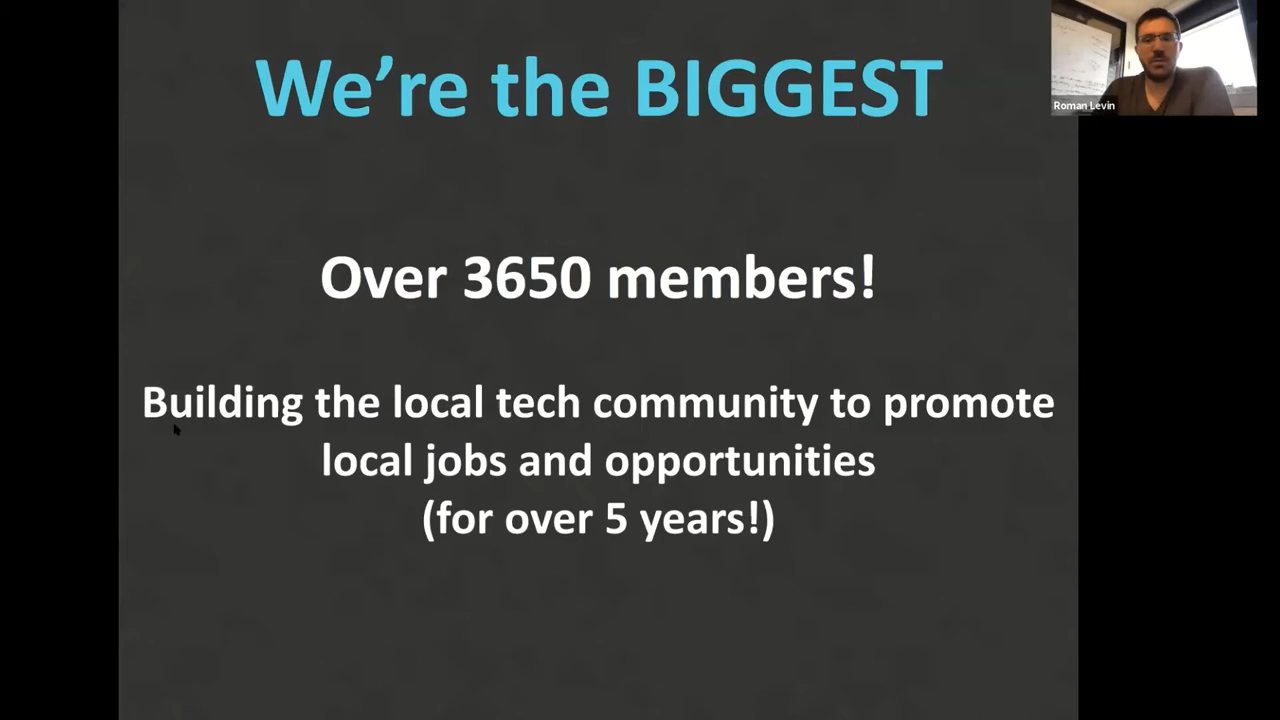 We're the BIGGEST
Roman Levin
Over 3650 members!
Building the local tech community to promote
local jobs and opportunities
(for over 5 years!)